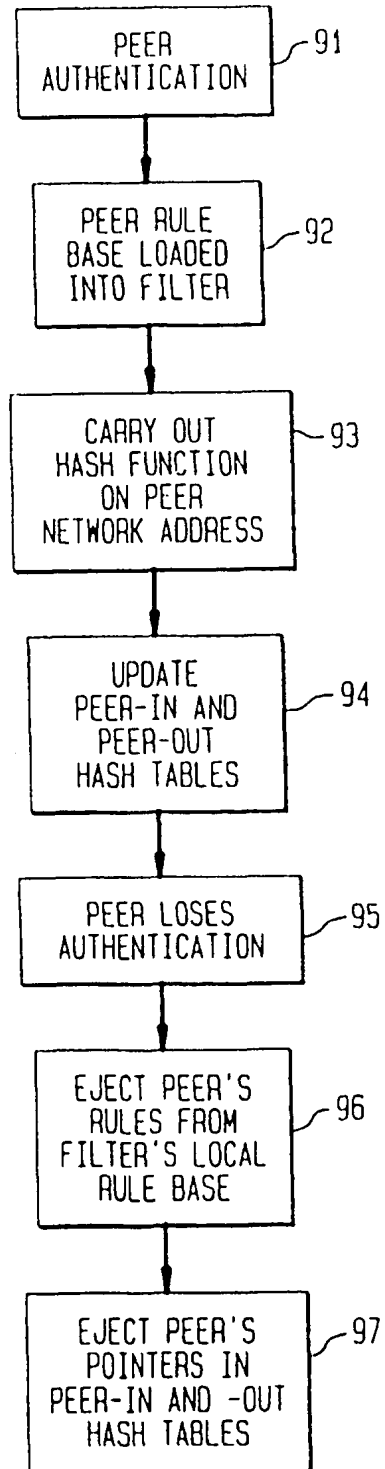 PEER
AUTHENTICATION
91
PEER RULE
BASE LOADED
INTO FILTER
92
CARRY OUT
HASH FUNCTION
ON PEER
NETWORK ADDRESS
93
UPDATE
PEER-IN AND
PEER-OUT
HASH TABLES
94
PEER LOSES
AUTHENTICATION
95
EJECT PEER'S
RULES FROM
FILTER'S LOCAL
RULE BASE
96
EJECT PEER'S
POINTERS IN
PEER-IN AND -OUT
HASH TABLES
97